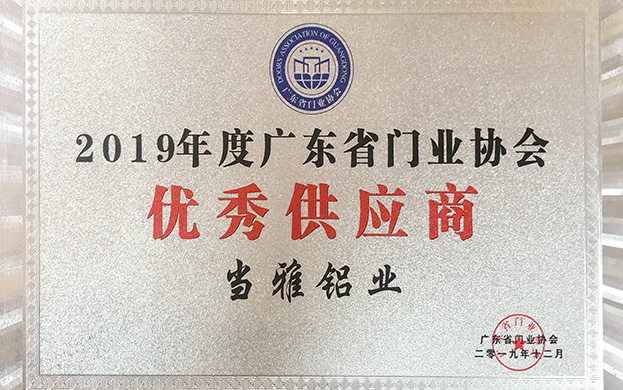 DOORS ASSOCIATION OF GUANGDONG
广东省门业协会
2019年度广东省门业协会
优秀供应商
当雅铝业
广东省门业协会
二零一九年十二月